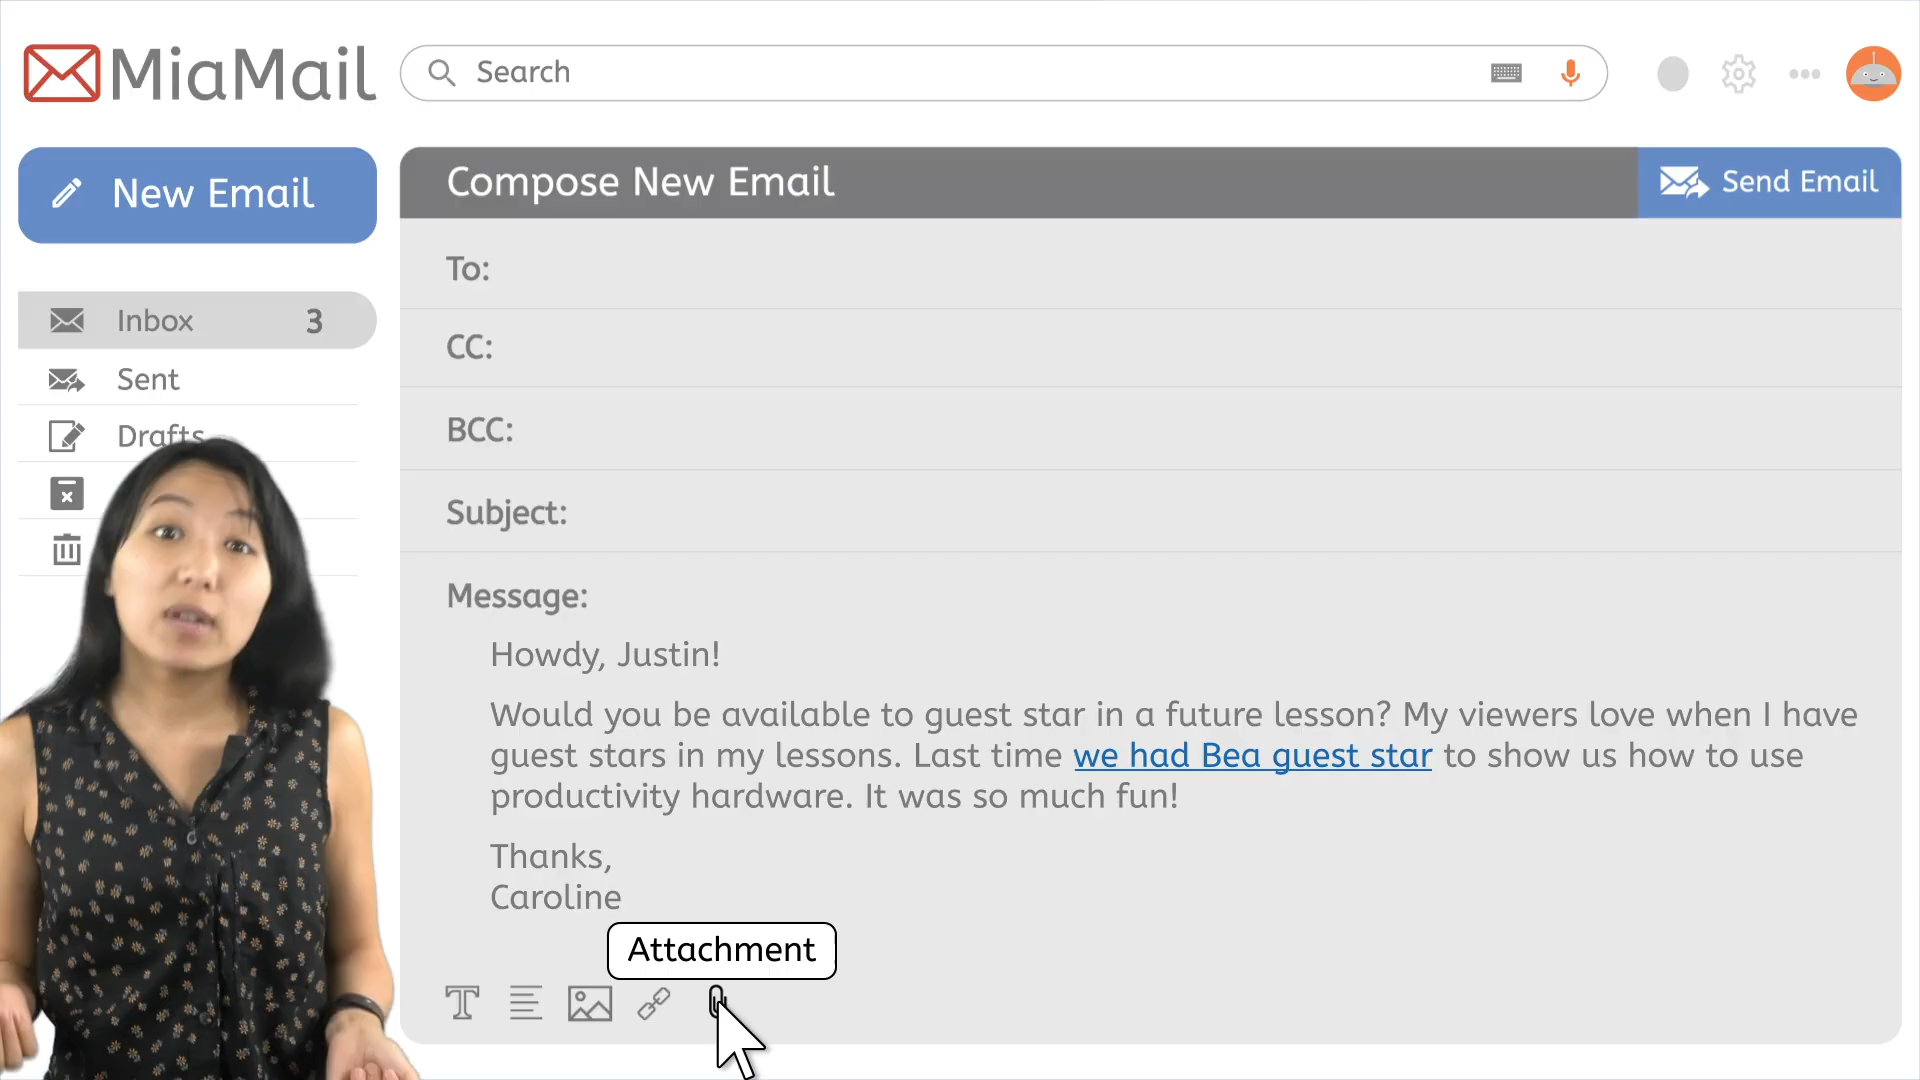 MiaMail
Search
New Email
Compose New Email
Send Email
Inbox 3
Sent
Drafts
To:
CC:
BCC:
Subject:
Message:
Howdy, Justin!
Would you be available to guest star in a future lesson? My viewers love when I have
guest stars in my lessons. Last time we had Bea guest star to show us how to use
productivity hardware. It was so much fun!
Thanks,
Caroline
Attachment